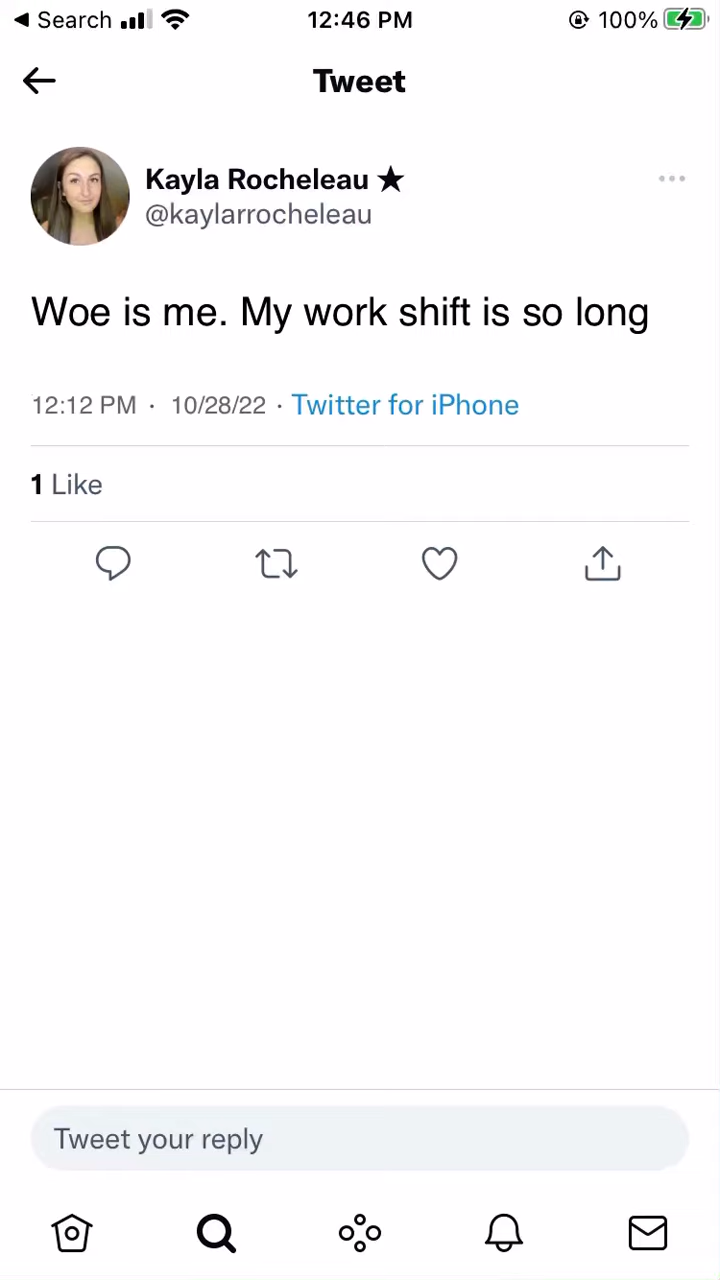 Search 12:46 PM 100%
Tweet
Kayla Rocheleau ★
@kaylarrocheleau
Woe is me. My work shift is so long
12:12 PM · 10/28/22 · Twitter for iPhone
1 Like
Tweet your reply